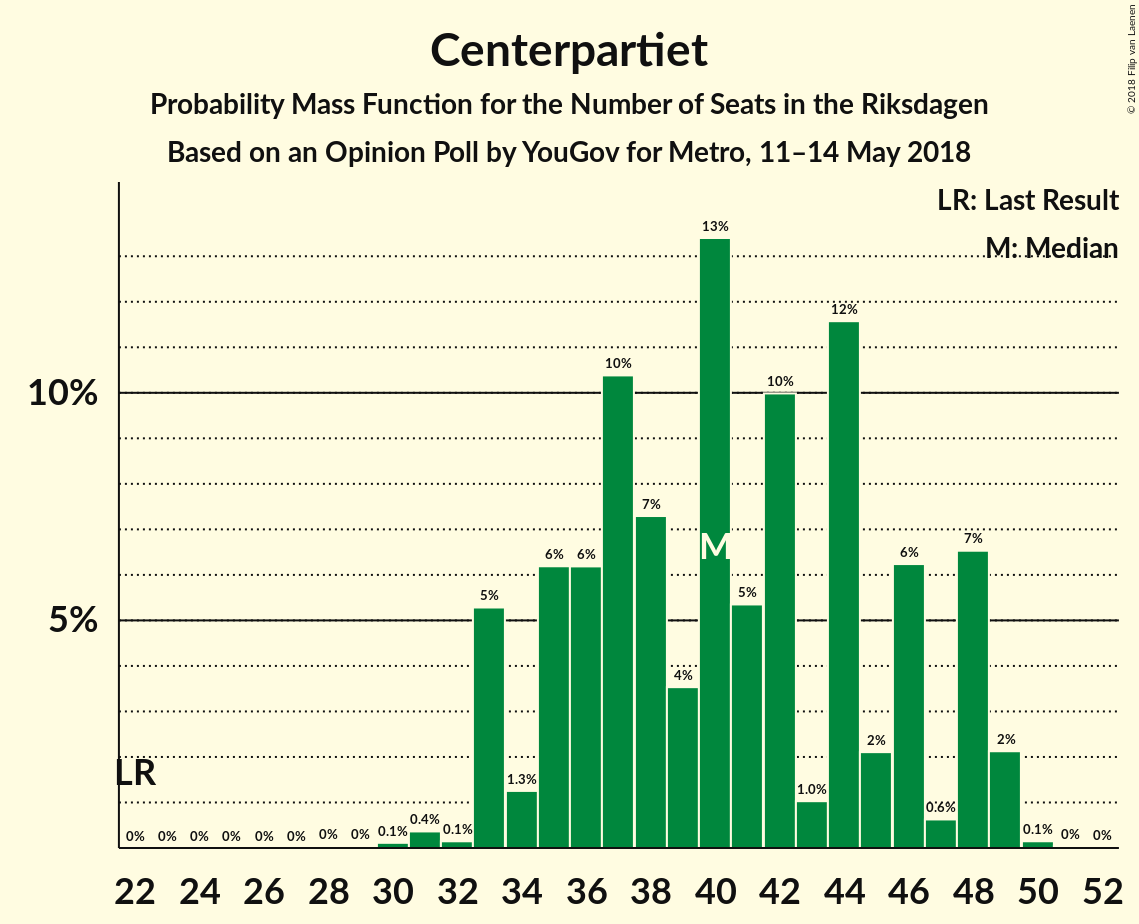 Centerpartiet
Probability Mass Function for the Number of Seats in the Riksdagen
Based on an Opinion Poll by YouGov for Metro, 11–14 May 2018
© 2018 Filip van Laenen
LR: Last Result
M: Median
10%
5%
LR
M
0% 0% 0% 0% 0% 0% 0% 0% 0.1% 0.4% 0.1% 5% 1.3% 6% 6% 10% 7% 4% 13% 5% 10% 1.0% 12% 2% 6% 0.6% 7% 2% 0.1% 0% 0%
22 24 26 28 30 32 34 36 38 40 42 44 46 48 50 52